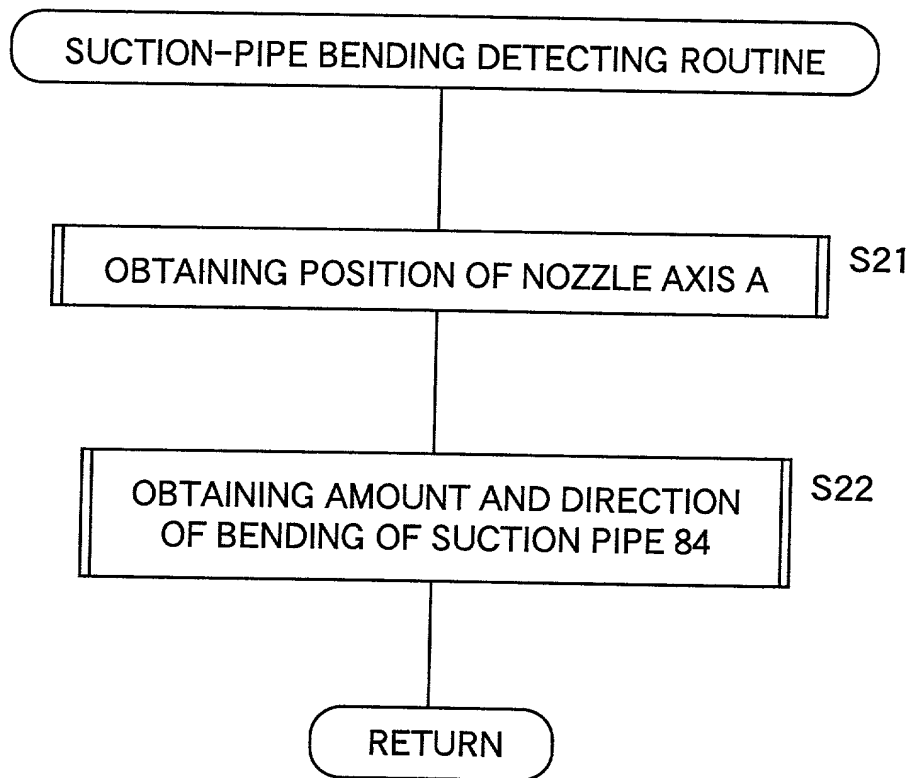 SUCTION-PIPE BENDING DETECTING ROUTINE
OBTAINING POSITION OF NOZZLE AXIS A
S21
OBTAINING AMOUNT AND DIRECTION
OF BENDING OF SUCTION PIPE 84
S22
RETURN